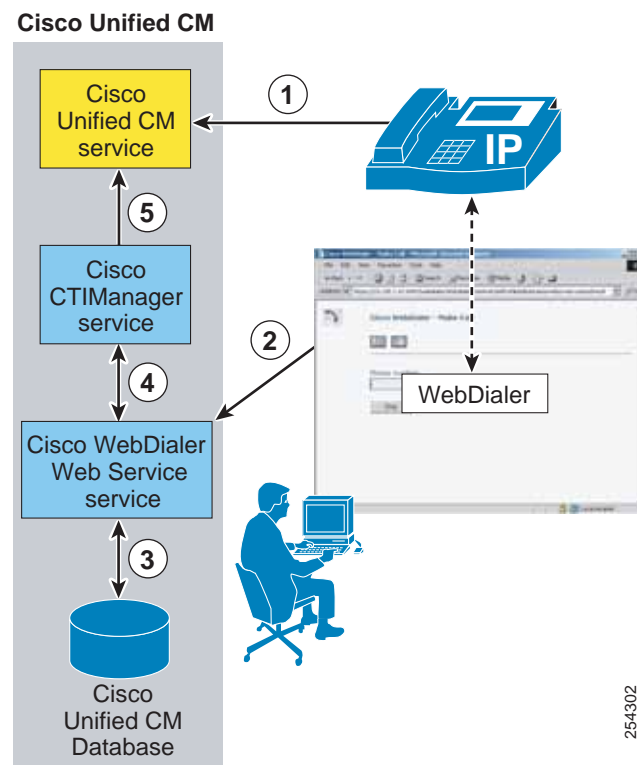 Cisco Unified CM
Cisco
Unified CM
service
1
IP
5
Cisco
CTIManager
service
2
4
WebDialer
Cisco WebDialer
Web Service
service
3
Cisco
Unified CM
Database
254302